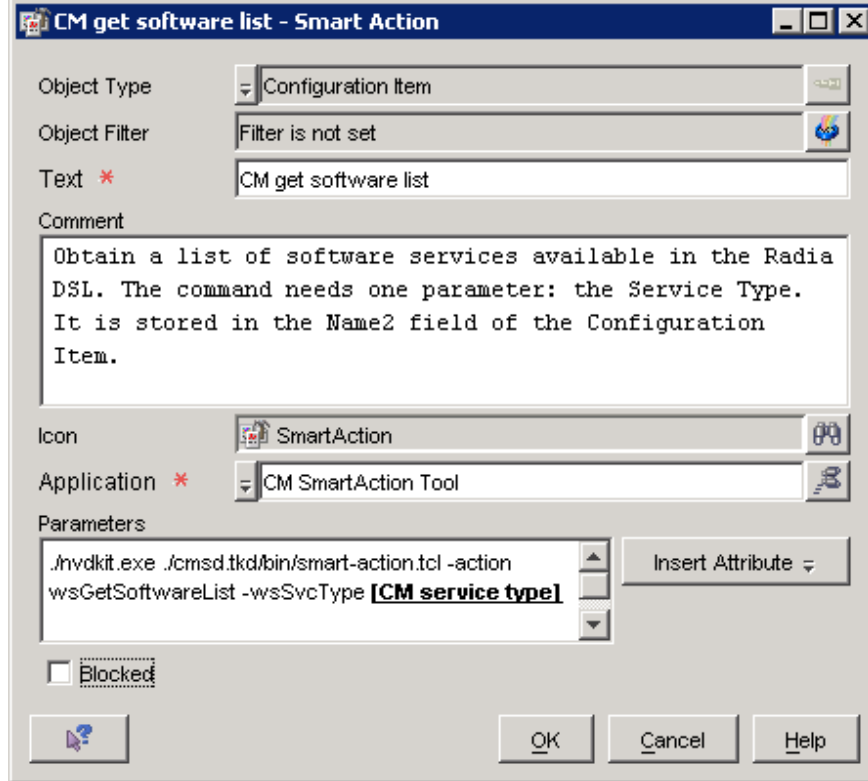 CM get software list - Smart Action
Object Type Configuration Item
Object Filter Filter is not set
Text * CM get software list
Comment
Obtain a list of software services available in the Radia
DSL. The command needs one parameter: the Service Type.
It is stored in the Name2 field of the Configuration
Item.
Icon SmartAction
Application * CM SmartAction Tool
Parameters
./nvdkit.exe ./cmsd.tkd/bin/smart-action.tcl -action
wsGetSoftwareList -wsSvcType [CM service type]
Insert Attribute
Blocked
OK Cancel Help